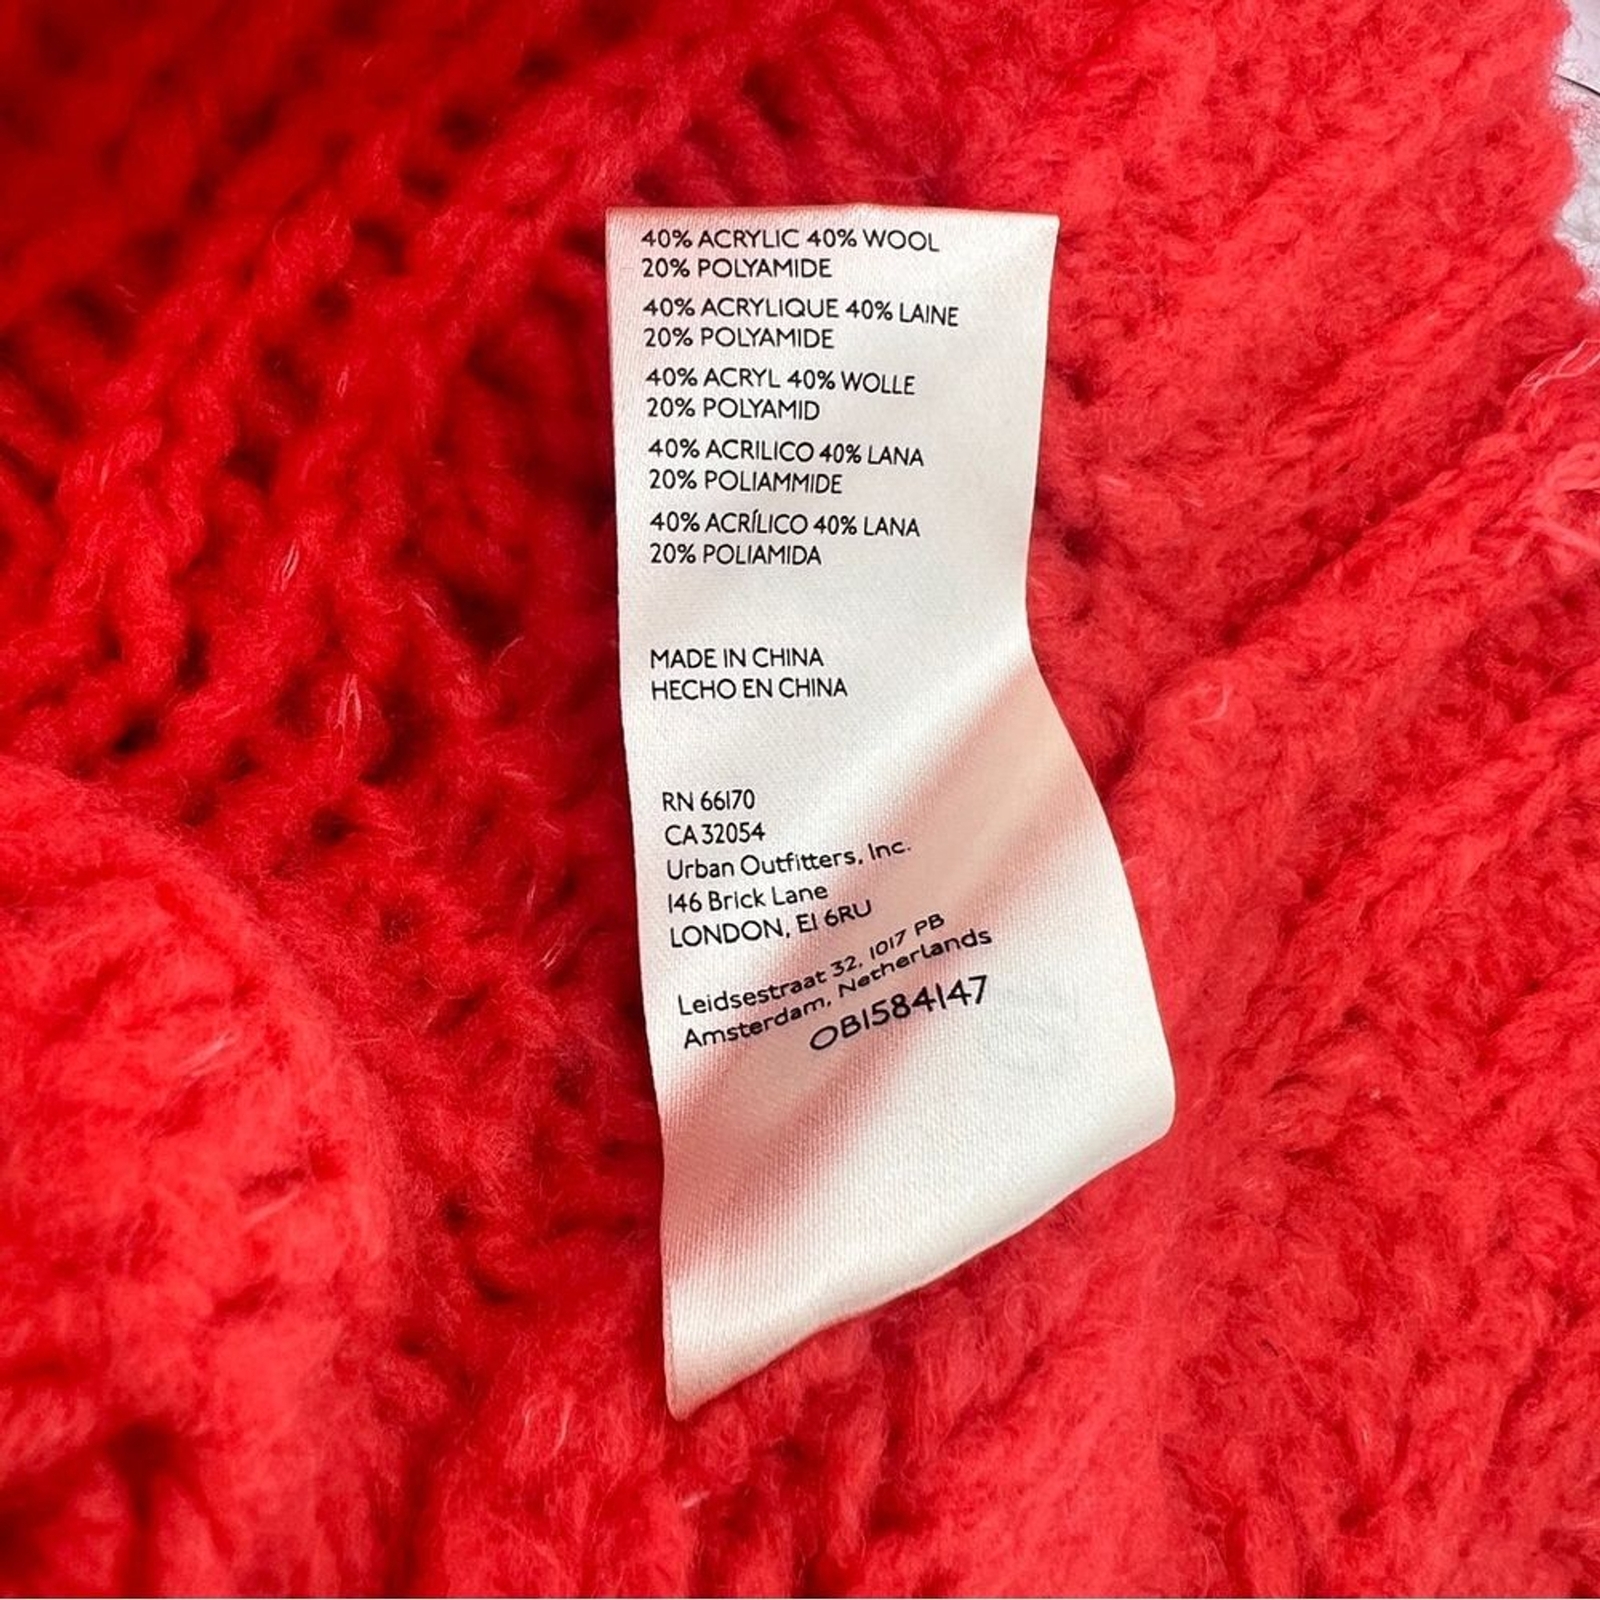 40% ACRYLIC 40% WOOL
20% POLYAMIDE
40% ACRYLIQUE 40% LAINE
20% POLYAMIDE
40% ACRYL 40% WOLLE
20% POLYAMID
40% ACRILICO 40% LANA
20% POLIAMMIDE
40% ACRÍLICO 40% LANA
20% POLIAMIDA
MADE IN CHINA
HECHO EN CHINA
RN 66170
CA 32054
Urban Outfitters, Inc.
146 Brick Lane
LONDON, E1 6RU
Leidsestraat 32, 1017 PB
Amsterdam, Netherlands
OB1584147